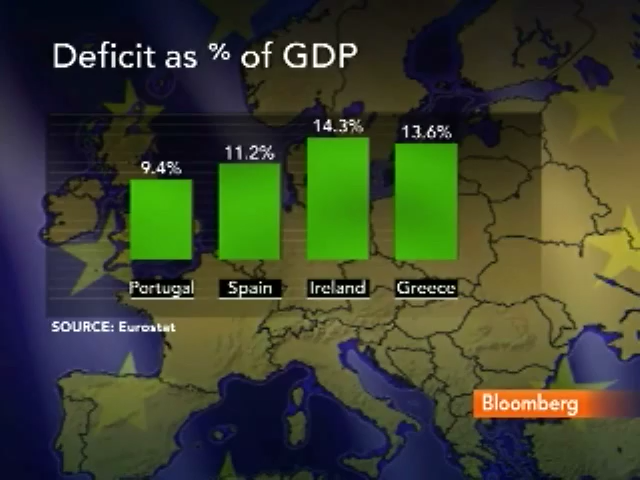 Deficit as % of GDP
14.3%
13.6%
11.2%
9.4%
Portugal Spain Ireland Greece
SOURCE: Eurostat
Bloomberg